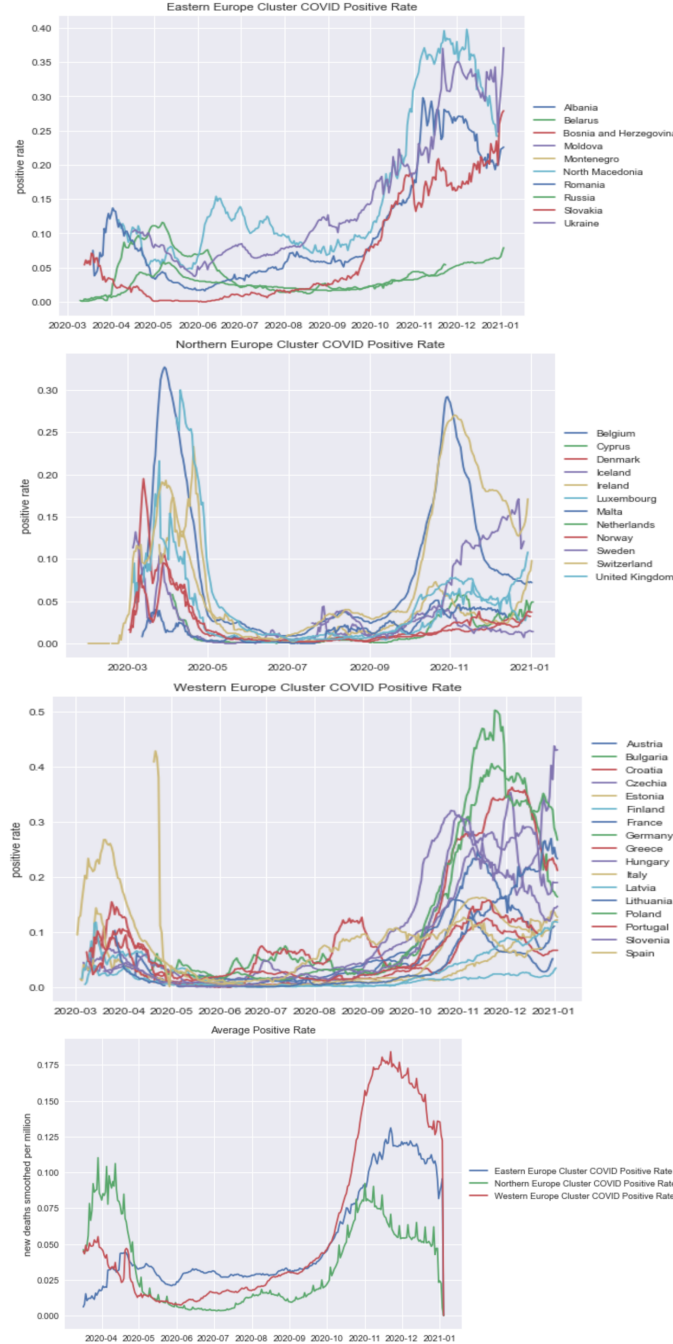 Eastern Europe Cluster COVID Positive Rate
0.40
0.35
0.30
0.25
0.20
0.15
0.10
0.05
0.00
positive rate
2020-03 2020-04 2020-05 2020-06 2020-07 2020-08 2020-09 2020-10 2020-11 2020-12 2021-01
Albania
Belarus
Bosnia and Herzegovina
Moldova
Montenegro
North Macedonia
Romania
Russia
Slovakia
Ukraine
Northern Europe Cluster COVID Positive Rate
0.30
0.25
0.20
0.15
0.10
0.05
0.00
positive rate
2020-03 2020-05 2020-07 2020-09 2020-11 2021-01
Belgium
Cyprus
Denmark
Iceland
Ireland
Luxembourg
Malta
Netherlands
Norway
Sweden
Switzerland
United Kingdom
Western Europe Cluster COVID Positive Rate
0.5
0.4
0.3
0.2
0.1
0.0
positive rate
2020-03 2020-04 2020-05 2020-06 2020-07 2020-08 2020-09 2020-10 2020-11 2020-12 2021-01
Austria
Bulgaria
Croatia
Czechia
Estonia
Finland
France
Germany
Greece
Hungary
Italy
Latvia
Lithuania
Poland
Portugal
Slovenia
Spain
Average Positive Rate
0.175
0.150
0.125
0.100
0.075
0.050
0.025
0.000
new deaths smoothed per million
2020-04 2020-05 2020-06 2020-07 2020-08 2020-09 2020-10 2020-11 2020-12 2021-01
Eastern Europe Cluster COVID Positive Rate
Northern Europe Cluster COVID Positive Rate
Western Europe Cluster COVID Positive Rate